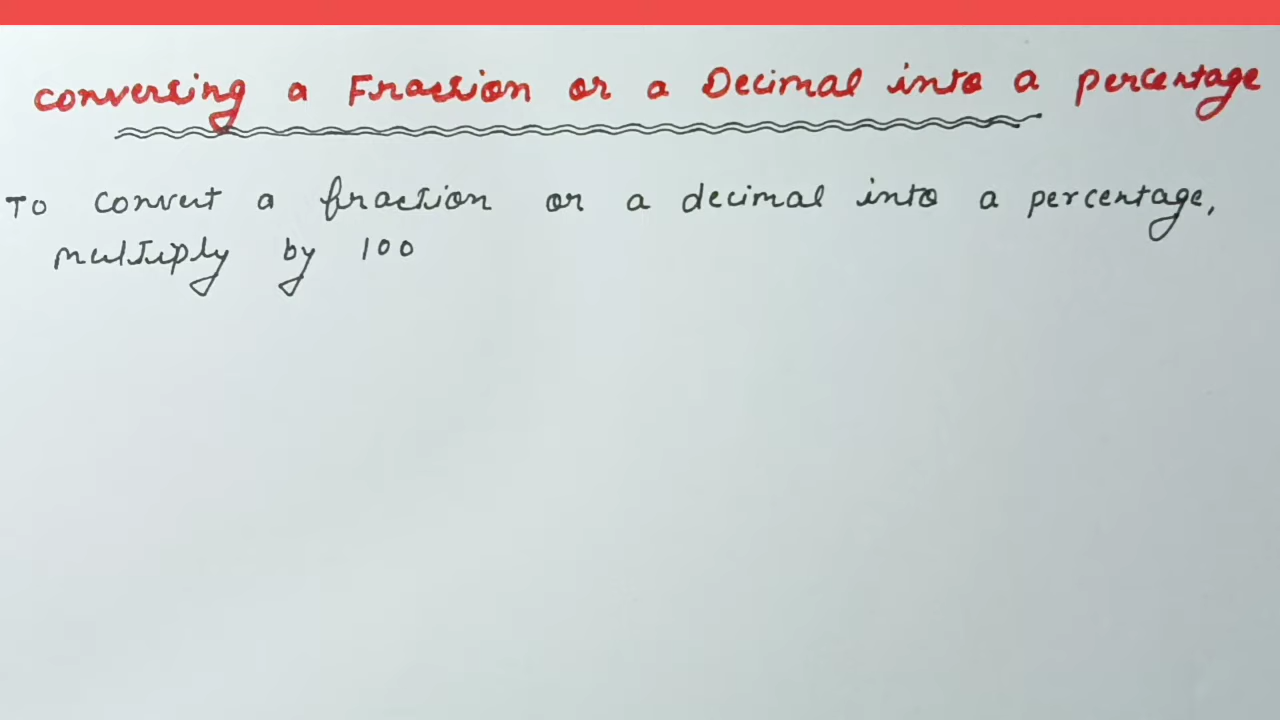 converting a Fraction or a Decimal into a percentage
To convert a fraction or a decimal into a percentage,
multiply by 100